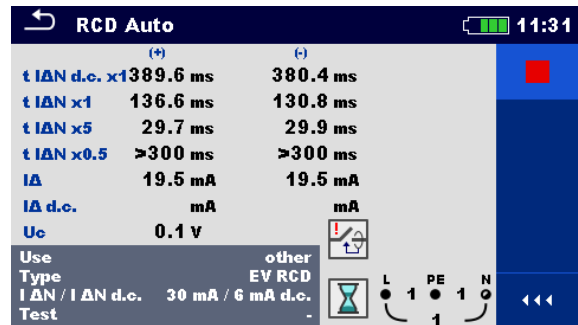 RCD Auto 11:31
(+) (-)
t IΔN d.c. x1 389.6 ms 380.4 ms
t IΔN x1 136.6 ms 130.8 ms
t IΔN x5 29.7 ms 29.9 ms
t IΔN x0.5 >300 ms >300 ms
IΔ 19.5 mA 19.5 mA
IΔ d.c. mA mA
Uc 0.1 V
Use other
Type EV RCD
I ΔN / I ΔN d.c. 30 mA / 6 mA d.c.
Test -
L PE N
1 1
1